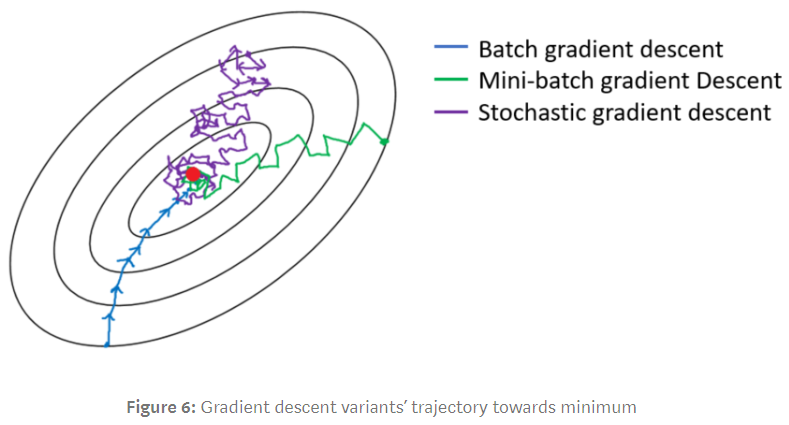 Batch gradient descent
Mini-batch gradient Descent
Stochastic gradient descent
Figure 6: Gradient descent variants’ trajectory towards minimum